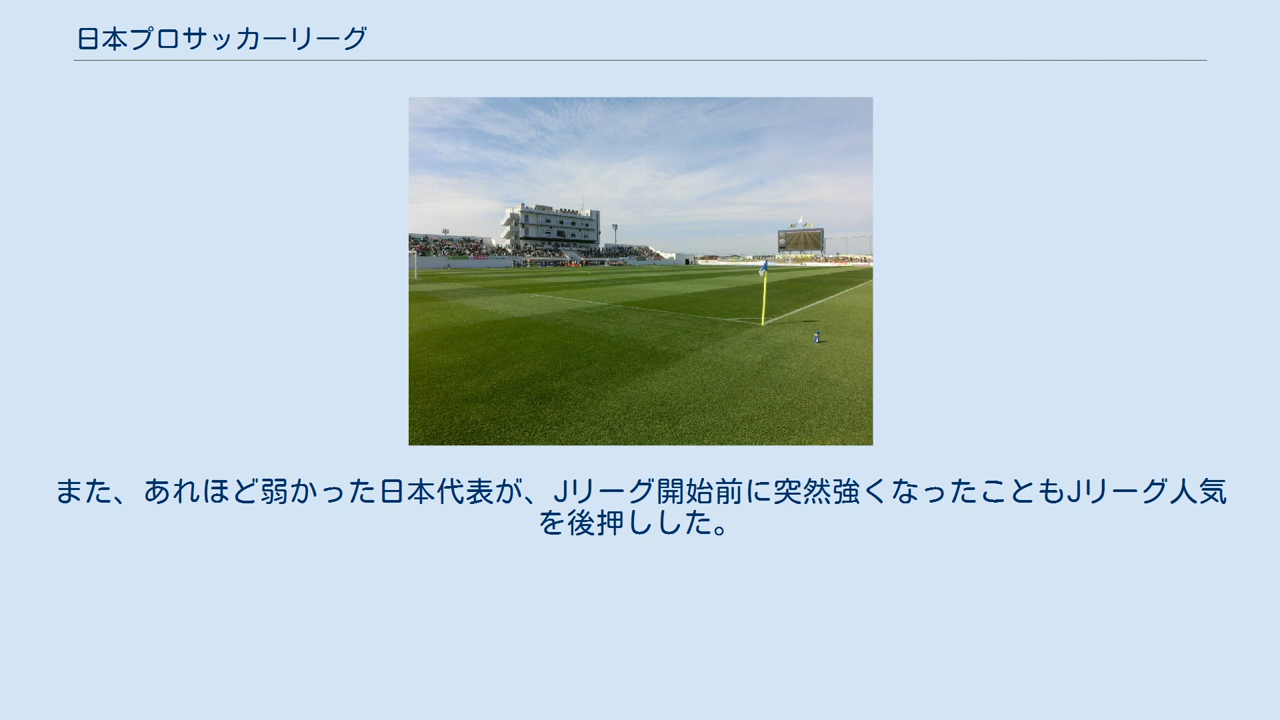 日本プロサッカーリーグ
また、あれほど弱かった日本代表が、Jリーグ開始前に突然強くなったこともJリーグ人気
を後押しした。